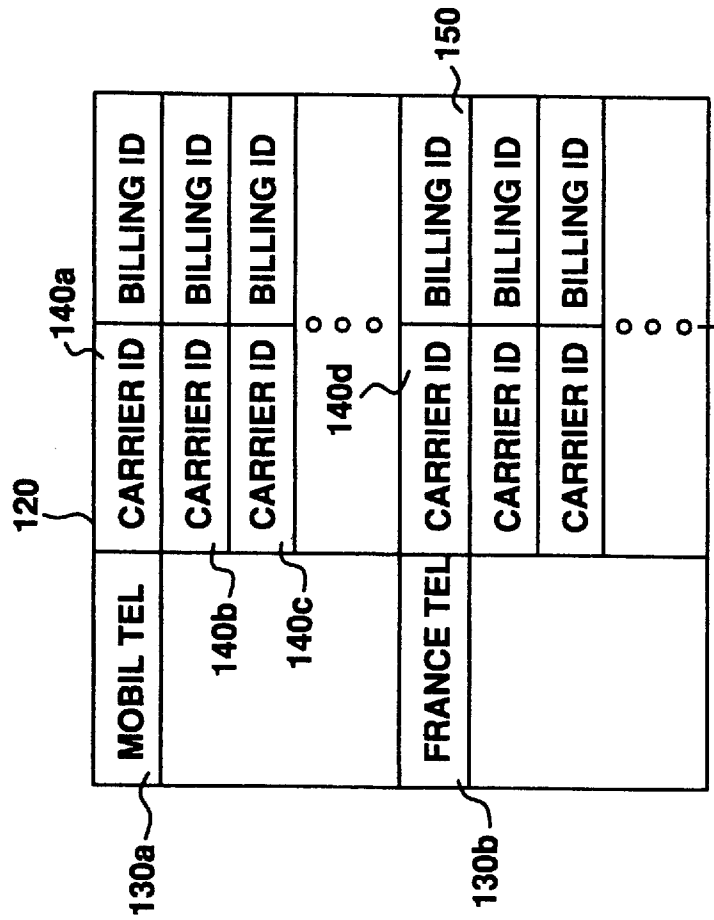 120
140a
130a
MOBIL TEL CARRIER ID BILLING ID
140b
CARRIER ID BILLING ID
140c
CARRIER ID BILLING ID
140d
150
130b
FRANCE TEL CARRIER ID BILLING ID
CARRIER ID BILLING ID
CARRIER ID BILLING ID